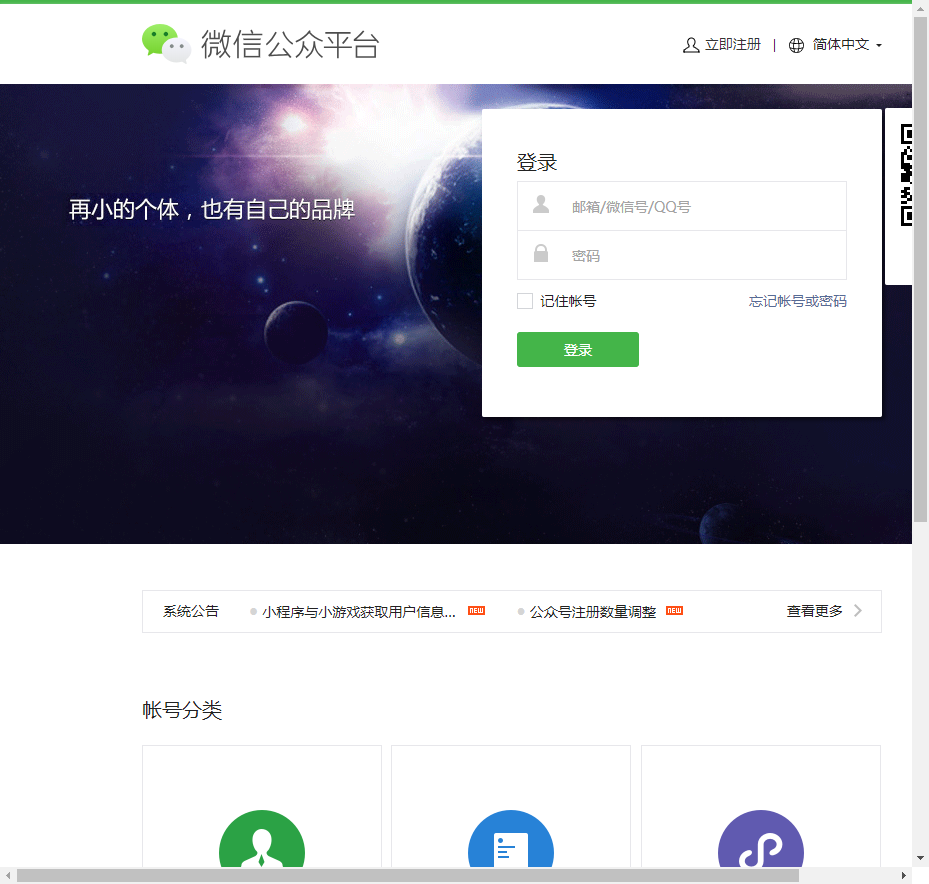 微信公众平台
立即注册 | 简体中文
再小的个体，也有自己的品牌
登录
邮箱/微信号/QQ号
密码
记住帐号 忘记帐号或密码
登录
系统公告 小程序与小游戏获取用户信息... NEW 公众号注册数量调整 NEW 查看更多
帐号分类